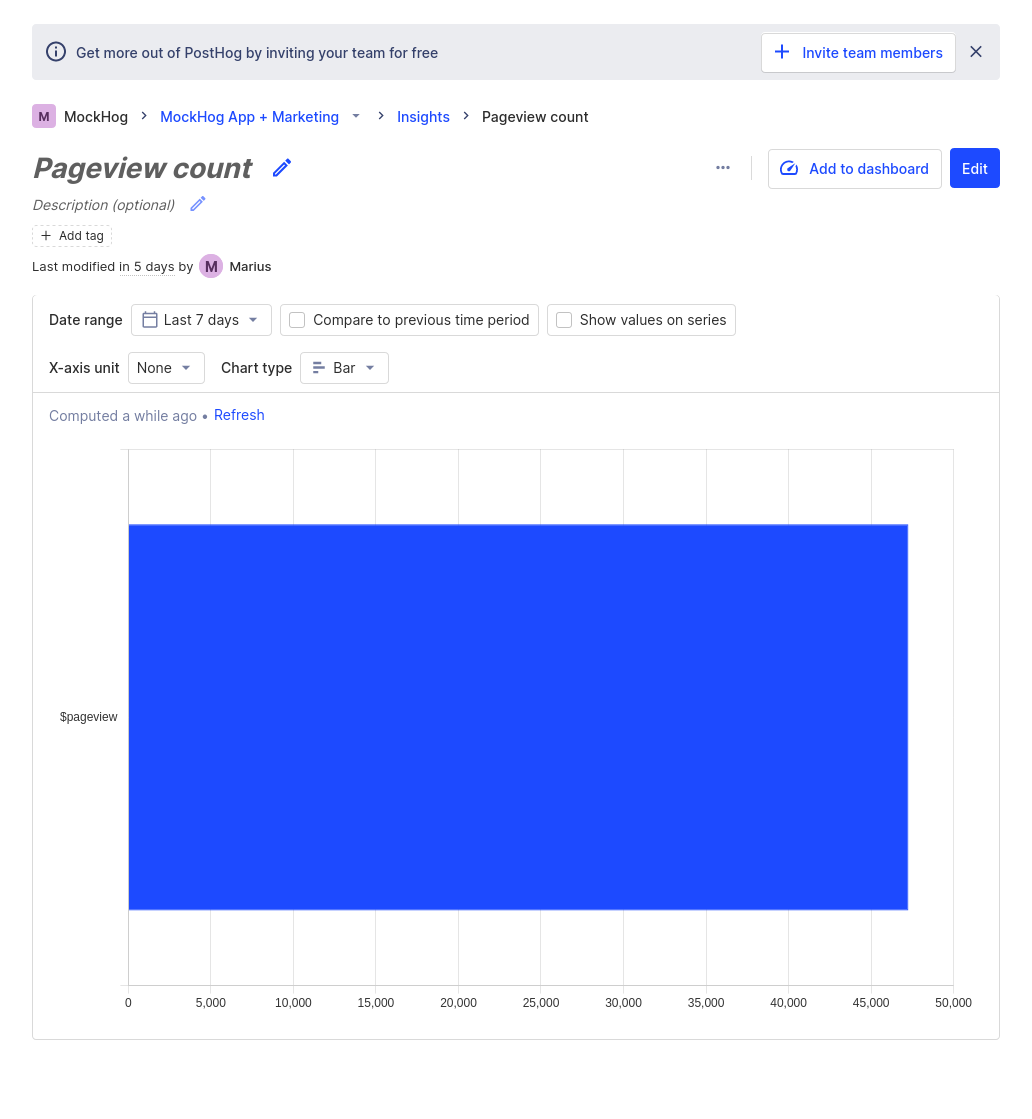 Get more out of PostHog by inviting your team for free
Invite team members
M MockHog MockHog App + Marketing Insights Pageview count
Pageview count
Add to dashboard
Edit
Description (optional)
Add tag
Last modified in 5 days by M Marius
Date range Last 7 days Compare to previous time period Show values on series
X-axis unit None Chart type Bar
Computed a while ago • Refresh
$pageview
0 5,000 10,000 15,000 20,000 25,000 30,000 35,000 40,000 45,000 50,000